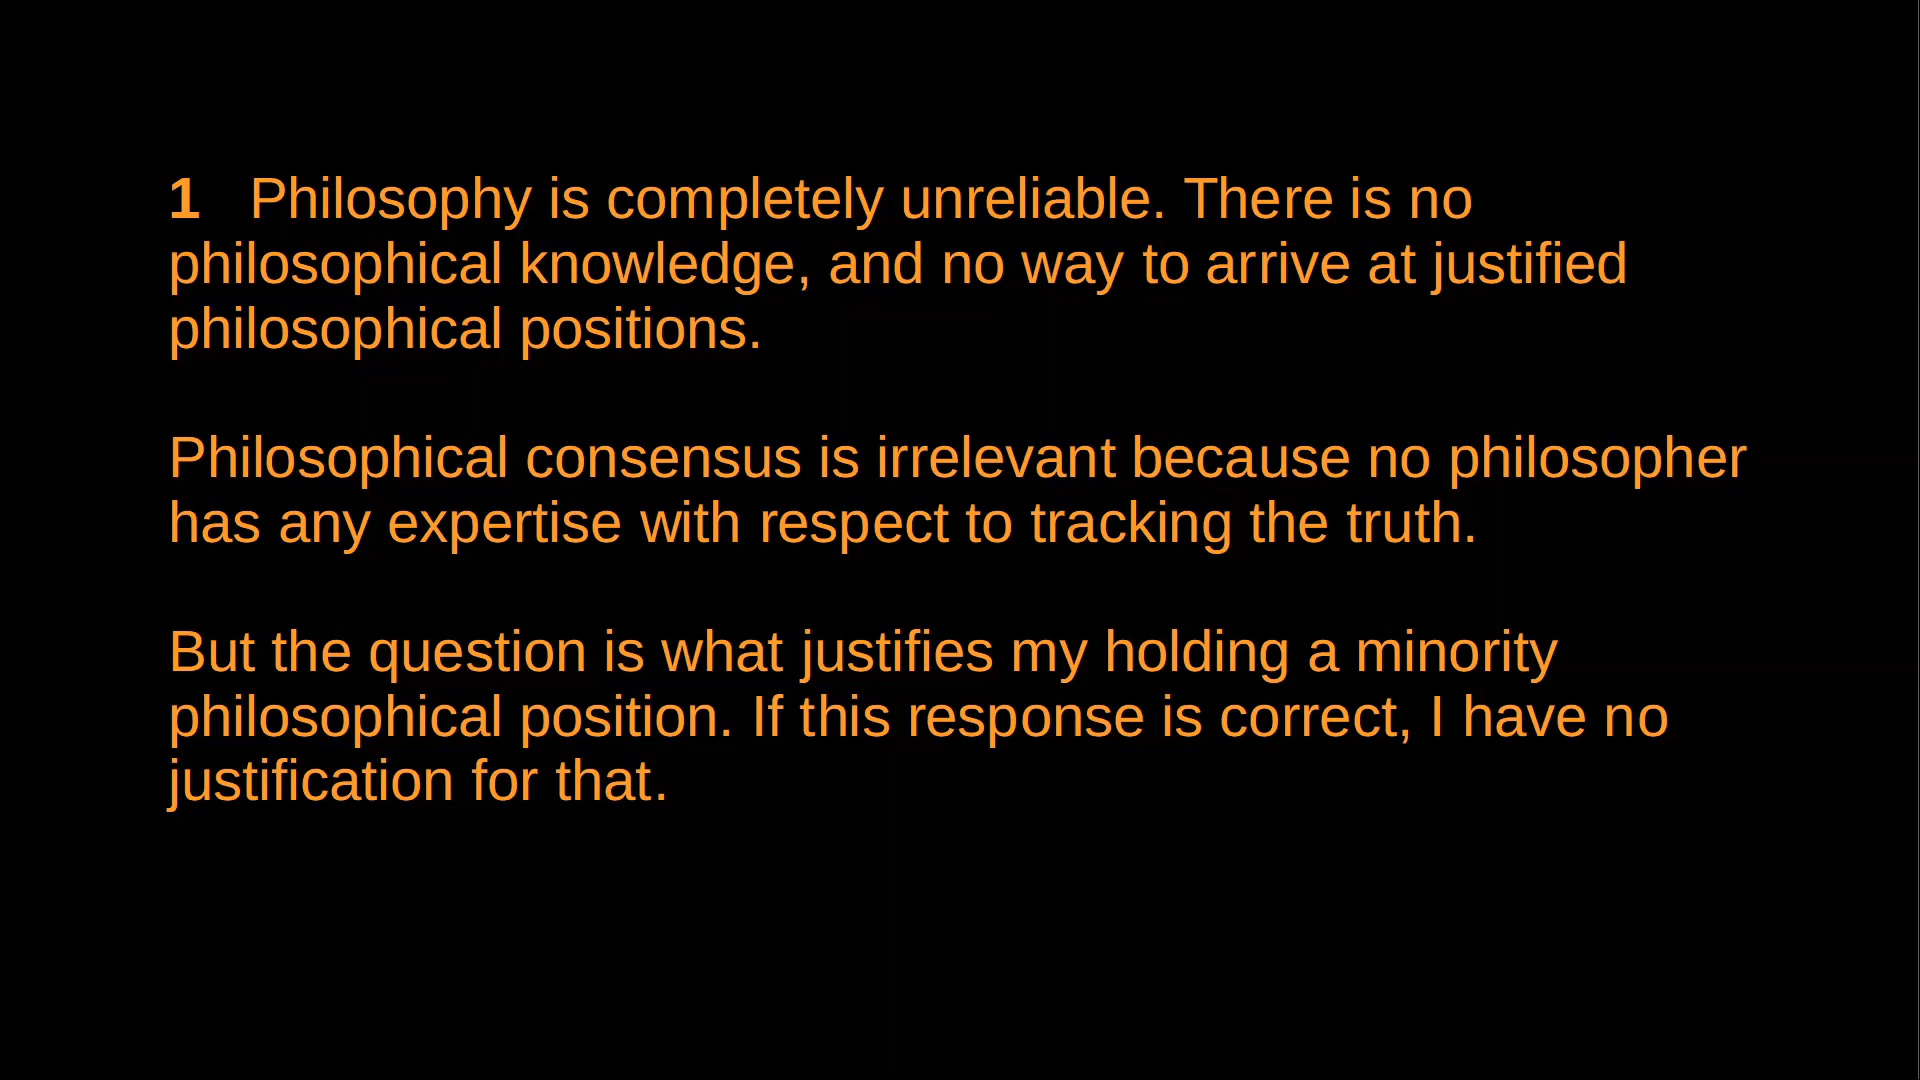 1 Philosophy is completely unreliable. There is no
philosophical knowledge, and no way to arrive at justified
philosophical positions.
Philosophical consensus is irrelevant because no philosopher
has any expertise with respect to tracking the truth.
But the question is what justifies my holding a minority
philosophical position. If this response is correct, I have no
justification for that.